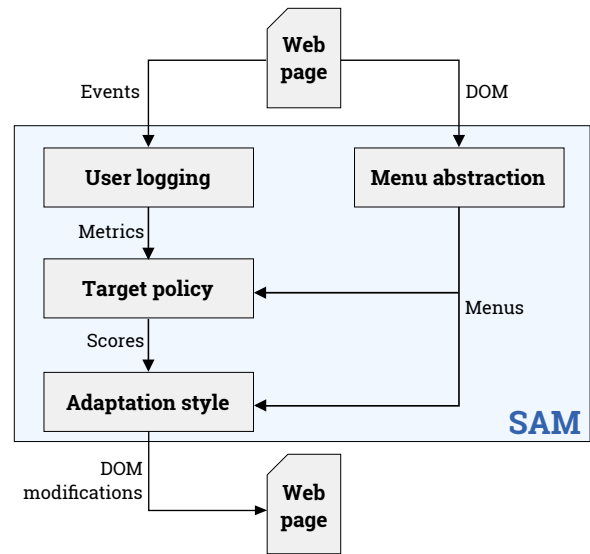 Web
page
Events
DOM
User logging
Menu abstraction
Metrics
Target policy
Menus
Scores
Adaptation style
SAM
DOM
modifications
Web
page